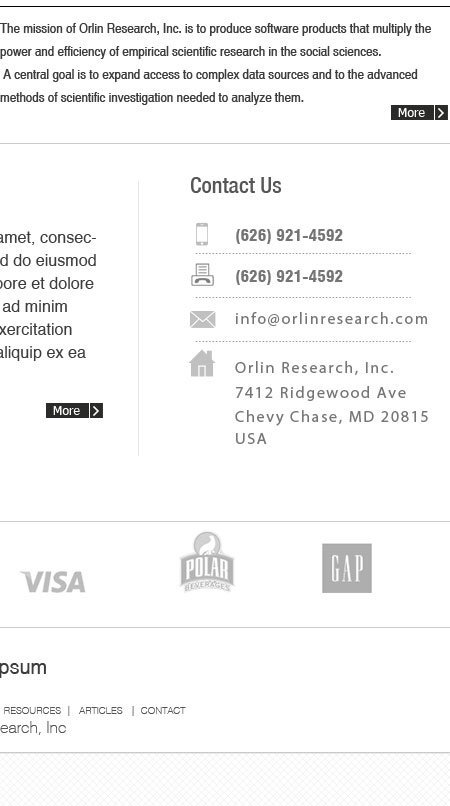 The mission of Orlin Research, Inc. is to produce software products that multiply the
power and efficiency of empirical scientific research in the social sciences.
A central goal is to expand access to complex data sources and to the advanced
methods of scientific investigation needed to analyze them.
More
amet, consec-
d do eiusmod
ore et dolore
ad minim
xercitation
aliquip ex ea
More
Contact Us
(626) 921-4592
(626) 921-4592
info@orlinresearch.com
Orlin Research, Inc.
7412 Ridgewood Ave
Chevy Chase, MD 20815
USA
VISA
POLAR
BEVERAGES
GAP
psum
RESOURCES | ARTICLES | CONTACT
earch, Inc